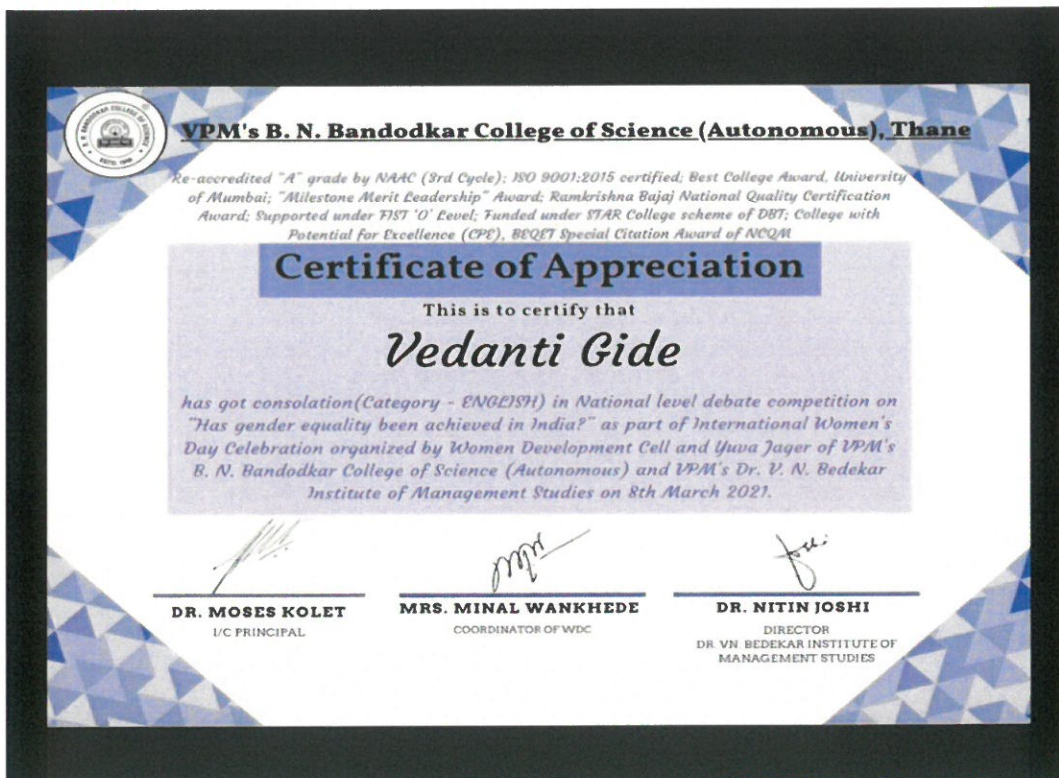 B. N. BANDODKAR COLLEGE OF SCIENCE
VPM's B. N. Bandodkar College of Science (Autonomous), Thane
Re-accredited "A" grade by NAAC (3rd Cycle); ISO 9001:2015 certified; Best College Award, University
of Mumbai; "Milestone Merit Leadership" Award; Ramkrishna Bajaj National Quality Certification
Award; Supported under FIST 'O' Level; Funded under STAR College scheme of DBT; College with
Potential for Excellence (CPE), BEQET Special Citation Award of NCQM
Certificate of Appreciation
This is to certify that
Vedanti Gide
has got consolation(Category - ENGLISH) in National level debate competition on
"Has gender equality been achieved in India?" as part of International Women's
Day Celebration organized by Women Development Cell and Yuva Jager of VPM's
B. N. Bandodkar College of Science (Autonomous) and VPM's Dr. V. N. Bedekar
Institute of Management Studies on 8th March 2021.
DR. MOSES KOLET
I/C PRINCIPAL
MRS. MINAL WANKHEDE
COORDINATOR OF WDC
DR. NITIN JOSHI
DIRECTOR
DR. VN. BEDEKAR INSTITUTE OF
MANAGEMENT STUDIES